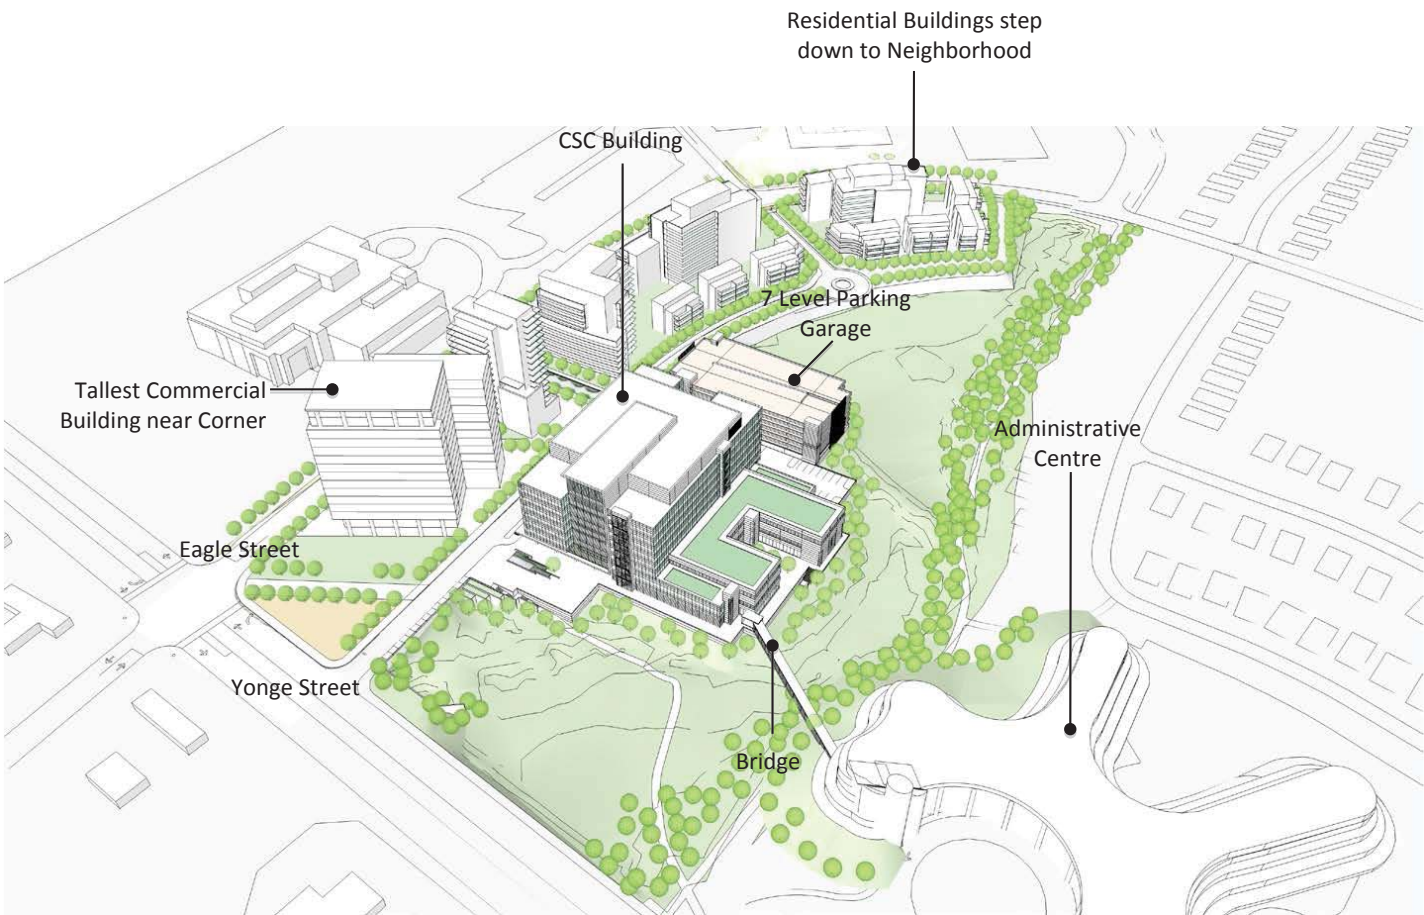 Residential Buildings step
down to Neighborhood
CSC Building
7 Level Parking
Garage
Tallest Commercial
Building near Corner
Administrative
Centre
Eagle Street
Yonge Street
Bridge